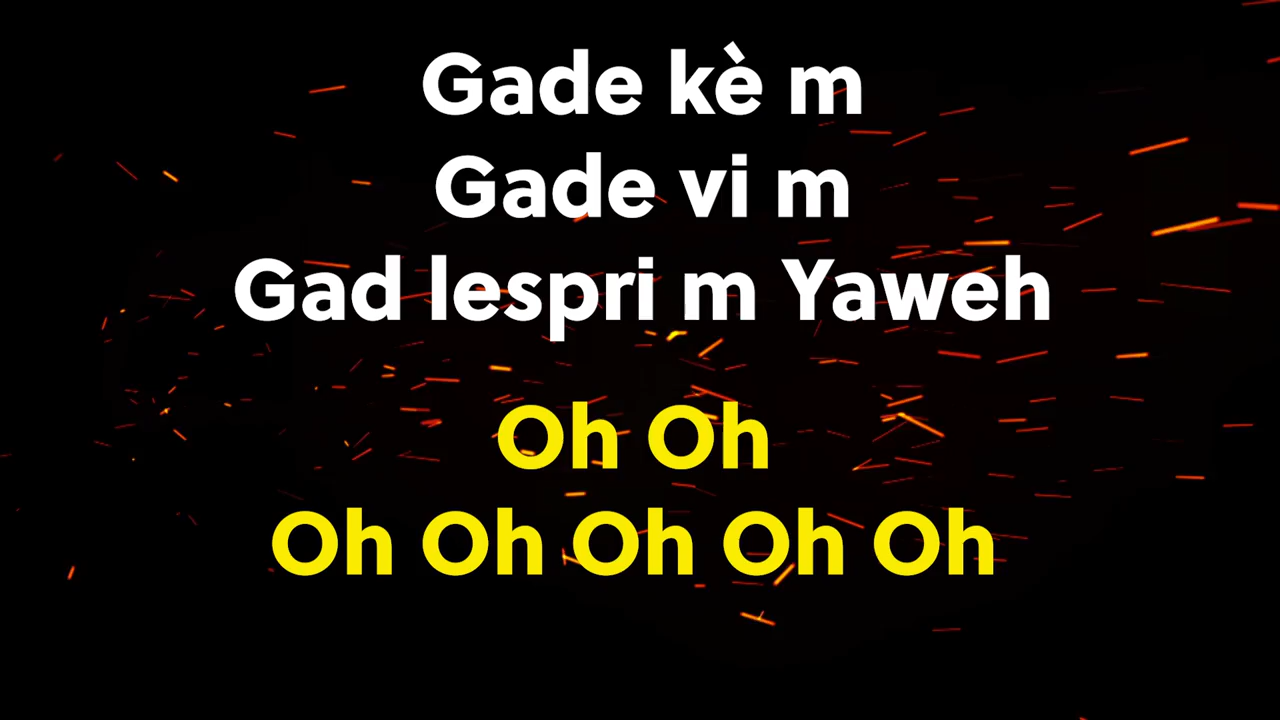 Gade kè m
Gade vi m
Gad lespri m Yaweh
Oh Oh
Oh Oh Oh Oh Oh